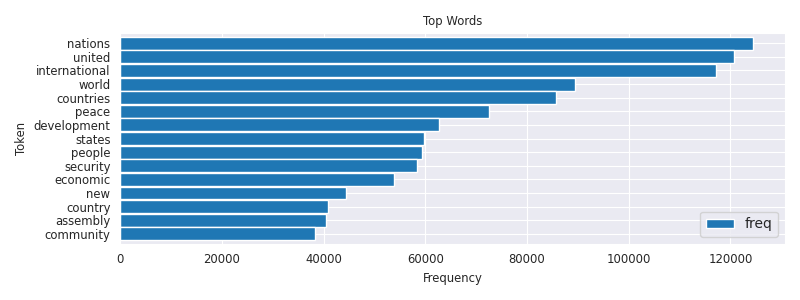 Top Words
Token
nations
united
international
world
countries
peace
development
states
people
security
economic
new
country
assembly
community
0 20000 40000 60000 80000 100000 120000
Frequency
freq